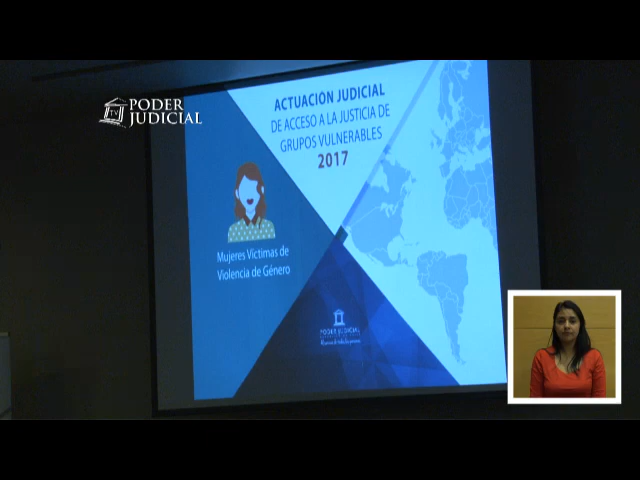 PODER
JUDICIAL
ACTUACIÓN JUDICIAL
DE ACCESO A LA JUSTICIA DE
GRUPOS VULNERABLES
2017
Mujeres Víctimas de
Violencia de Género
PODER JUDICIAL